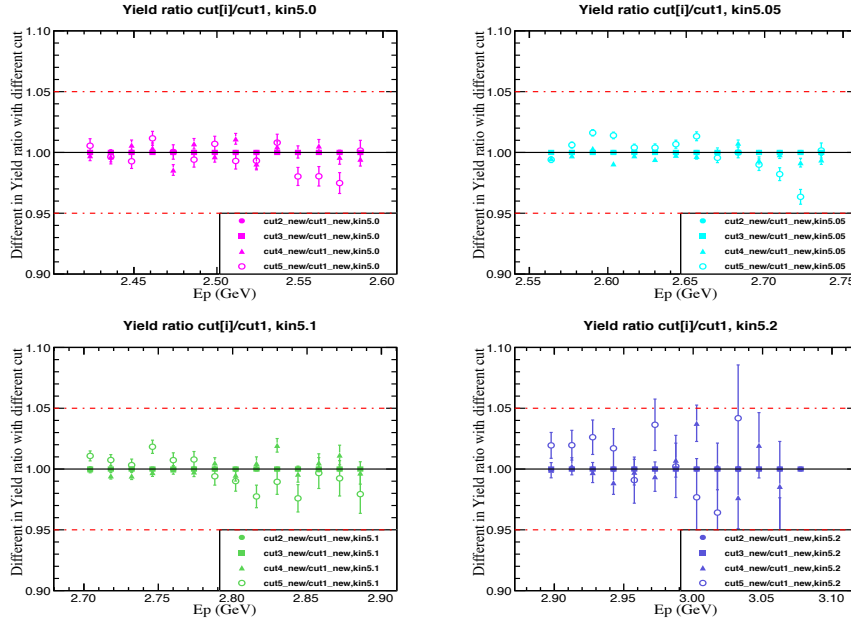 Yield ratio cut[i]/cut1, kin5.0
Different in Yield ratio with different cut
1.10
1.05
1.00
0.95
0.90
cut2_new/cut1_new,kin5.0
cut3_new/cut1_new,kin5.0
cut4_new/cut1_new,kin5.0
cut5_new/cut1_new,kin5.0
2.45 2.50 2.55 2.60
Ep (GeV)
Yield ratio cut[i]/cut1, kin5.05
Different in Yield ratio with different cut
1.10
1.05
1.00
0.95
0.90
cut2_new/cut1_new,kin5.05
cut3_new/cut1_new,kin5.05
cut4_new/cut1_new,kin5.05
cut5_new/cut1_new,kin5.05
2.55 2.60 2.65 2.70 2.75
Ep (GeV)
Yield ratio cut[i]/cut1, kin5.1
Different in Yield ratio with different cut
1.10
1.05
1.00
0.95
0.90
cut2_new/cut1_new,kin5.1
cut3_new/cut1_new,kin5.1
cut4_new/cut1_new,kin5.1
cut5_new/cut1_new,kin5.1
2.70 2.75 2.80 2.85 2.90
Ep (GeV)
Yield ratio cut[i]/cut1, kin5.2
Different in Yield ratio with different cut
1.10
1.05
1.00
0.95
0.90
cut2_new/cut1_new,kin5.2
cut3_new/cut1_new,kin5.2
cut4_new/cut1_new,kin5.2
cut5_new/cut1_new,kin5.2
2.90 2.95 3.00 3.05 3.10
Ep (GeV)